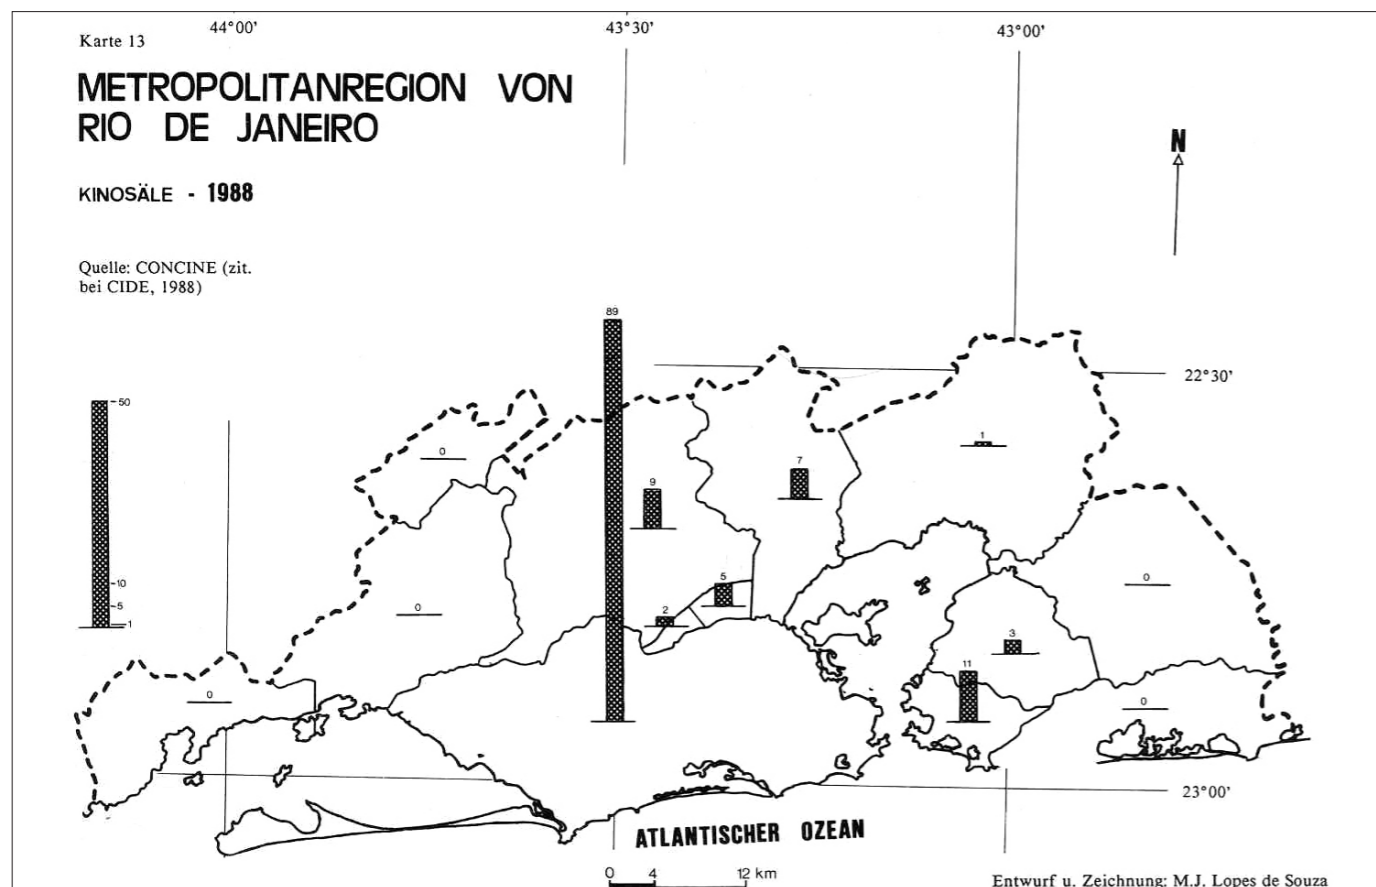 44°00'
43°30'
43°00'
Karte 13
METROPOLITANREGION VON
RIO DE JANEIRO
N
KINOSÄLE - 1988
Quelle: CONCINE (zit.
bei CIDE, 1988)
89
22°30'
50
1
0
7
9
10
5
5
0
0
2
1
3
11
0
0
23°00'
ATLANTISCHER OZEAN
0 4 12 km
Entwurf u. Zeichnung: M.J. Lopes de Souza